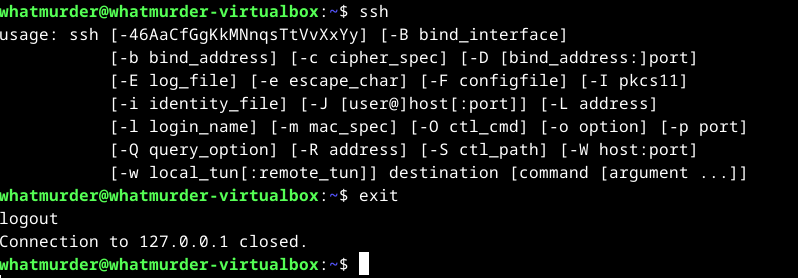 whatmurder@whatmurder-virtualbox:~$ ssh
usage: ssh [-46AaCfGgKkMNnqsTtVvXxYy] [-B bind_interface]
           [-b bind_address] [-c cipher_spec] [-D [bind_address:]port]
           [-E log_file] [-e escape_char] [-F configfile] [-I pkcs11]
           [-i identity_file] [-J [user@]host[:port]] [-L address]
           [-l login_name] [-m mac_spec] [-O ctl_cmd] [-o option] [-p port]
           [-Q query_option] [-R address] [-S ctl_path] [-W host:port]
           [-w local_tun[:remote_tun]] destination [command [argument ...]]
whatmurder@whatmurder-virtualbox:~$ exit
logout
Connection to 127.0.0.1 closed.
whatmurder@whatmurder-virtualbox:~$